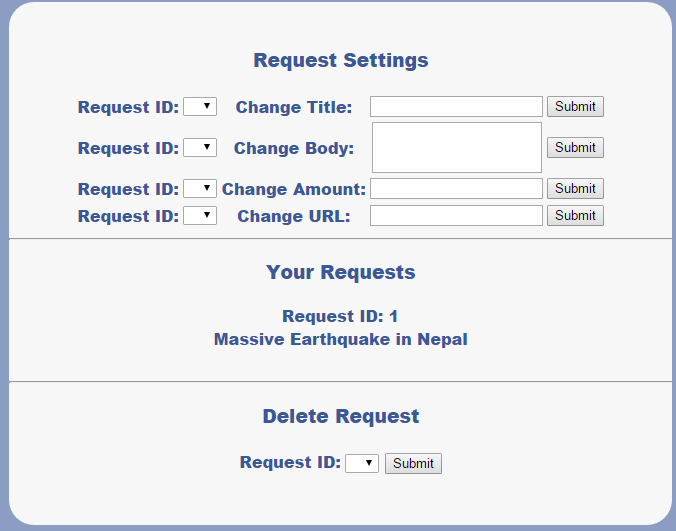 Request Settings
Request ID: Change Title: Submit
Request ID: Change Body: Submit
Request ID: Change Amount: Submit
Request ID: Change URL: Submit
Your Requests
Request ID: 1
Massive Earthquake in Nepal
Delete Request
Request ID: Submit